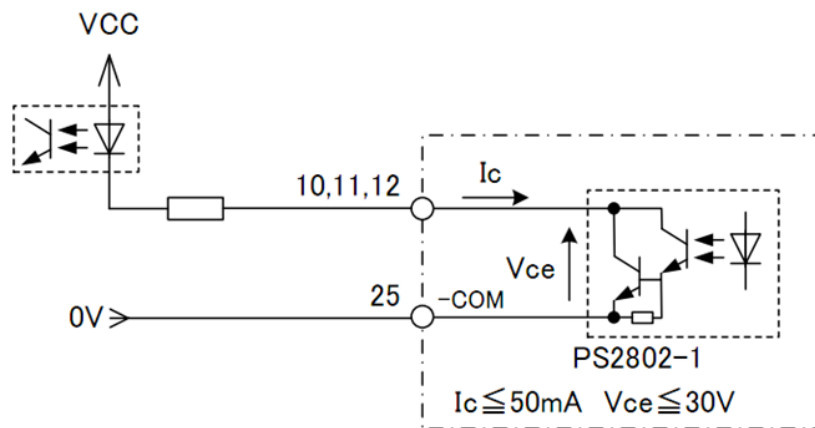 VCC
10,11,12
Ic
Vce
25
-COM
0V
PS2802-1
Ic≦50mA Vce≦30V